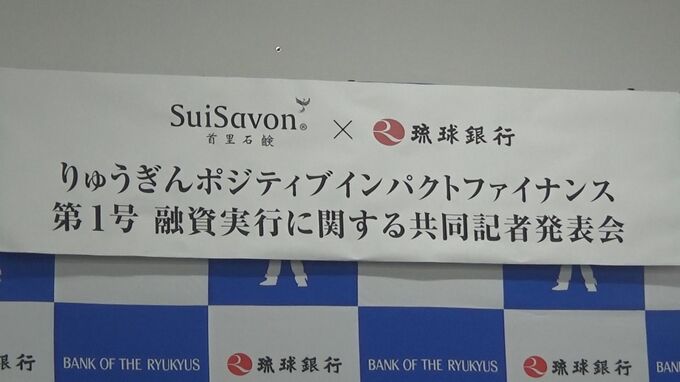 SuiSavon® × 琉球銀行
首里石鹸
りゅうぎんポジティブインパクトファイナンス
第1号 融資実行に関する共同記者発表会
銀行 BANK OF THE RYUKYUS 琉球銀行 BANK OF THE RYUKYUS 琉球銀行